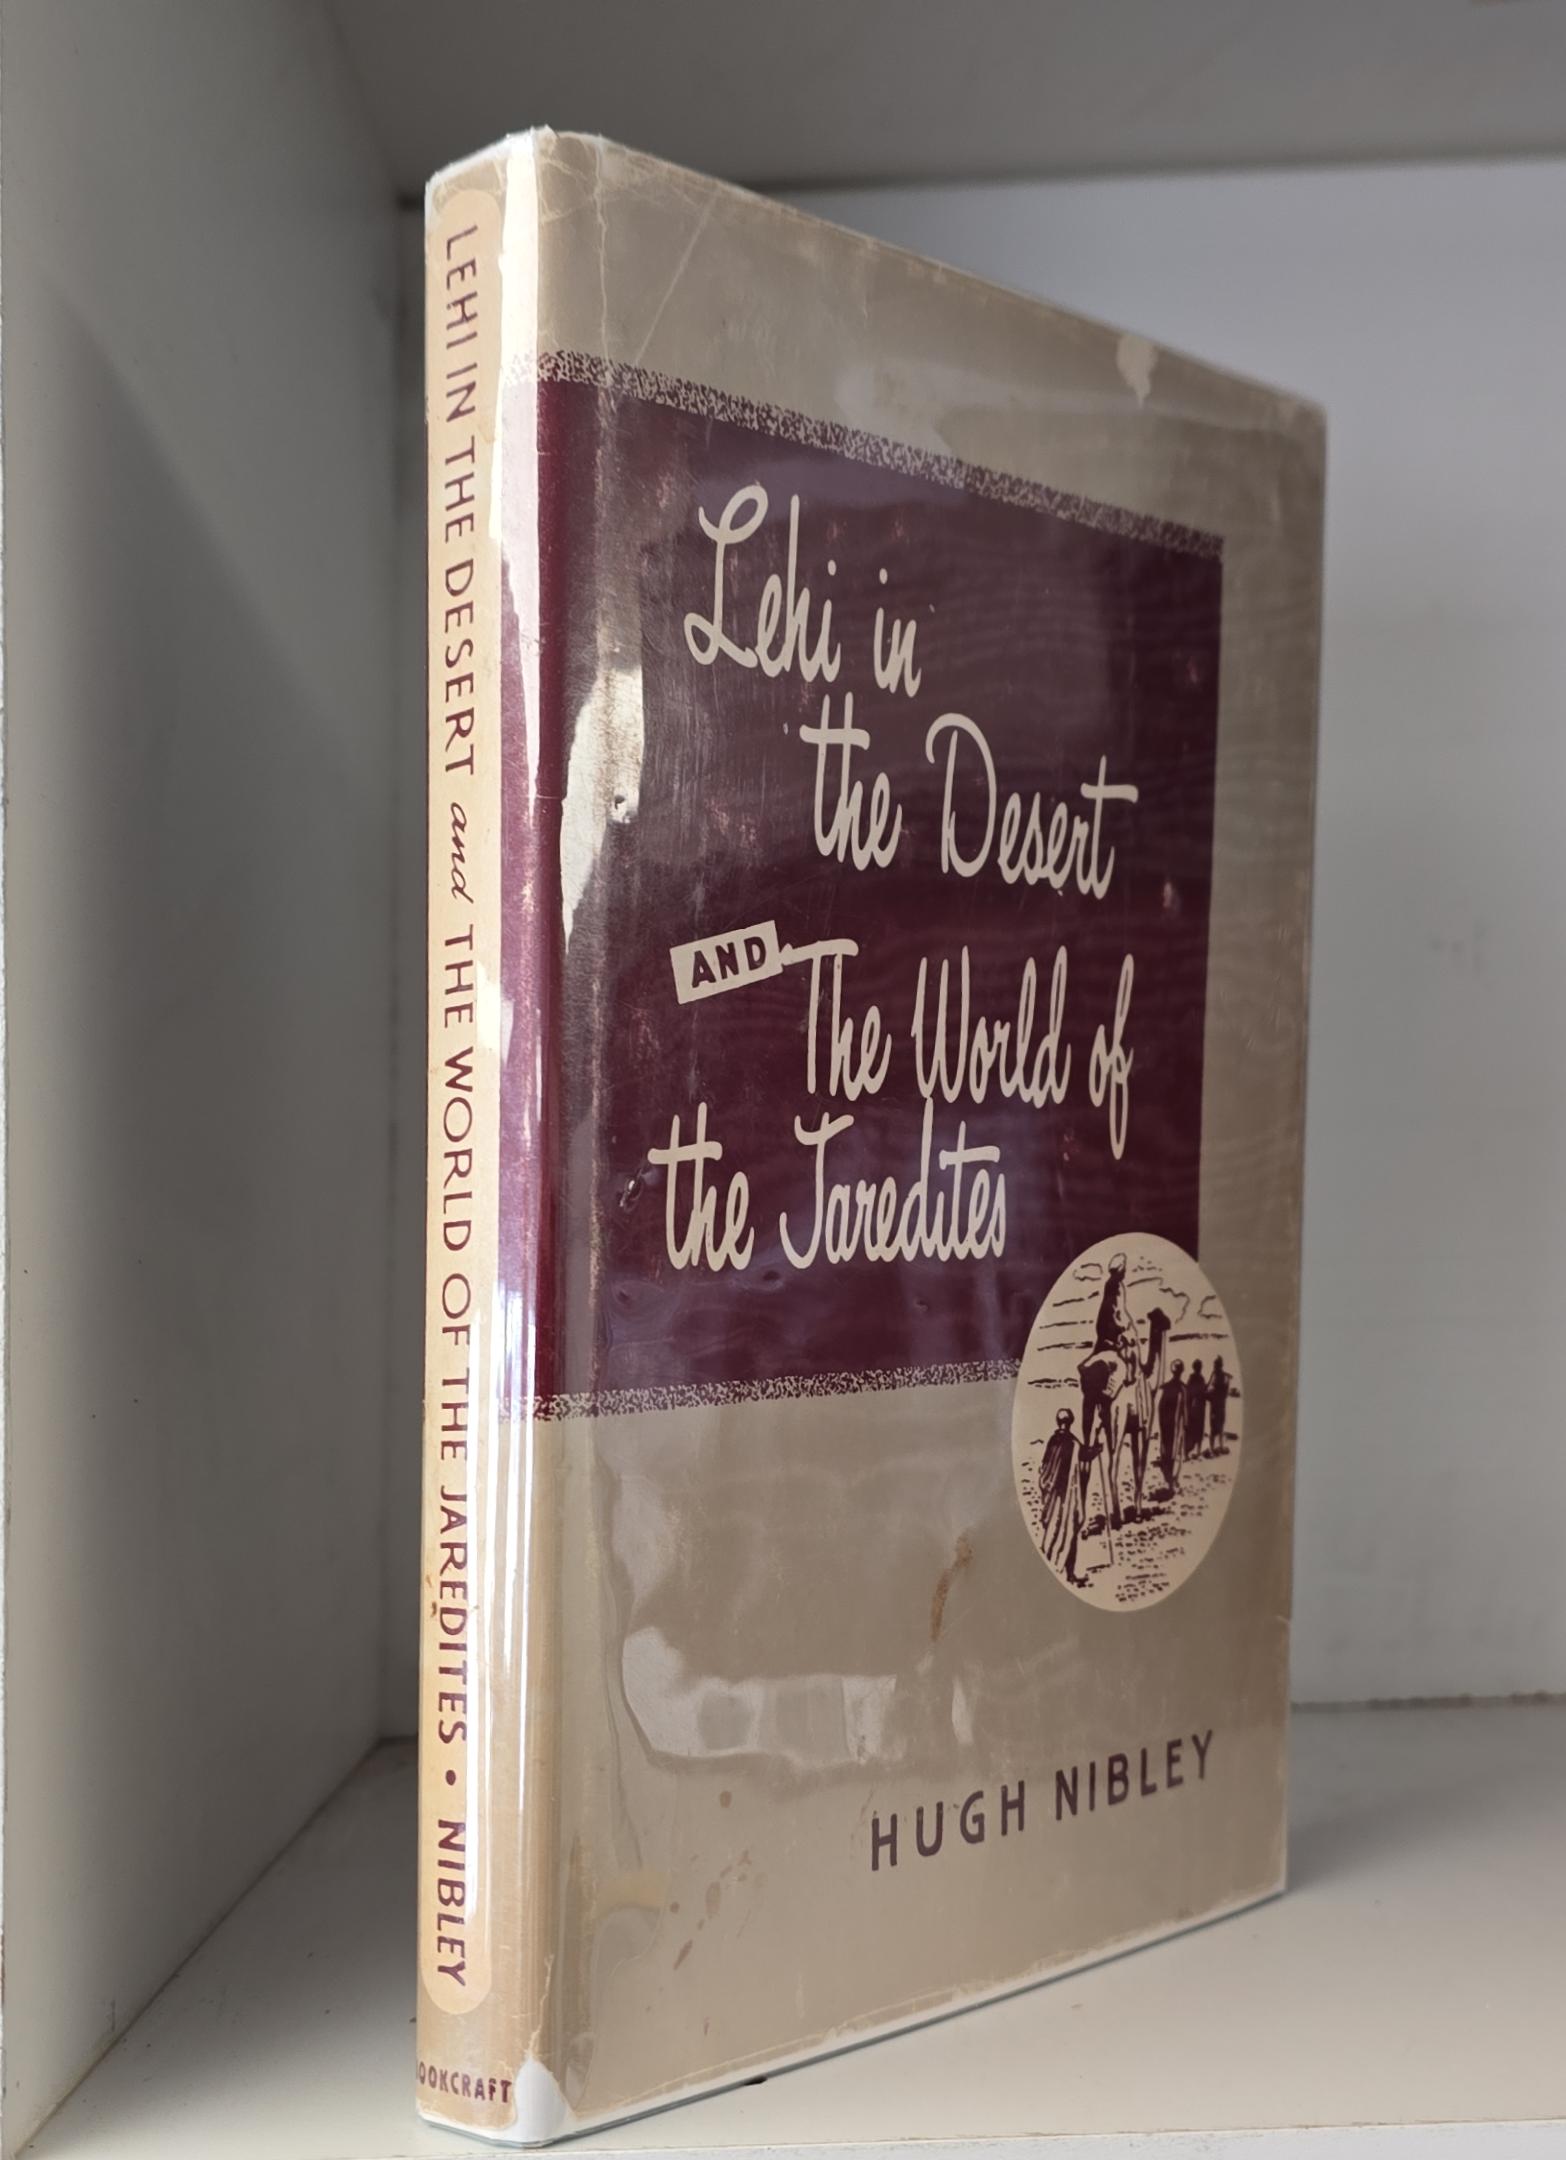 LEHI IN THE DESERT and THE WORLD OF THE JAREDITES • NIBLEY
OOKCRAFT
Lehi in
the Desert
AND The World of
the Jaredites
HUGH NIBLEY